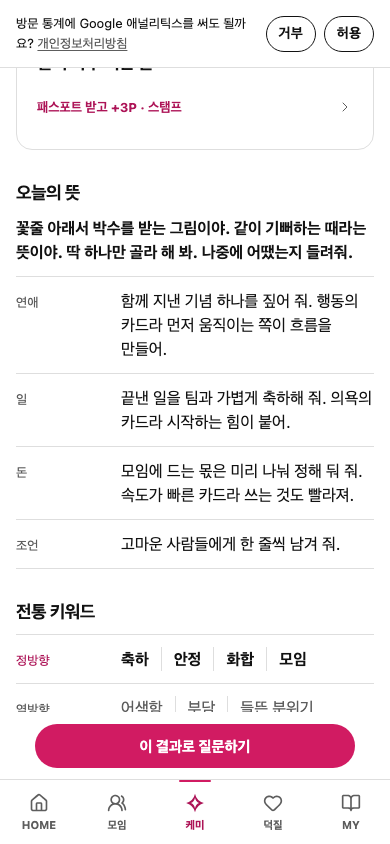 방문 통계에 Google 애널리틱스를 써도 될까
요? 개인정보처리방침
거부
허용
패스포트 받고 +3P · 스탬프
오늘의 뜻
꽃줄 아래서 박수를 받는 그림이야. 같이 기뻐하는 때라는
뜻이야. 딱 하나만 골라 해 봐. 나중에 어땠는지 들려줘.
연애
함께 지낸 기념 하나를 짚어 줘. 행동의
카드라 먼저 움직이는 쪽이 흐름을
만들어.
일
끝낸 일을 팀과 가볍게 축하해 줘. 의욕의
카드라 시작하는 힘이 붙어.
돈
모임에 드는 몫은 미리 나눠 정해 둬 줘.
속도가 빠른 카드라 쓰는 것도 빨라져.
조언
고마운 사람들에게 한 줄씩 남겨 줘.
전통 키워드
정방향
축하
안정
화합
모임
역방향
어색함
부담
들뜬 분위기
이 결과로 질문하기
HOME
모임
케미
덕질
MY